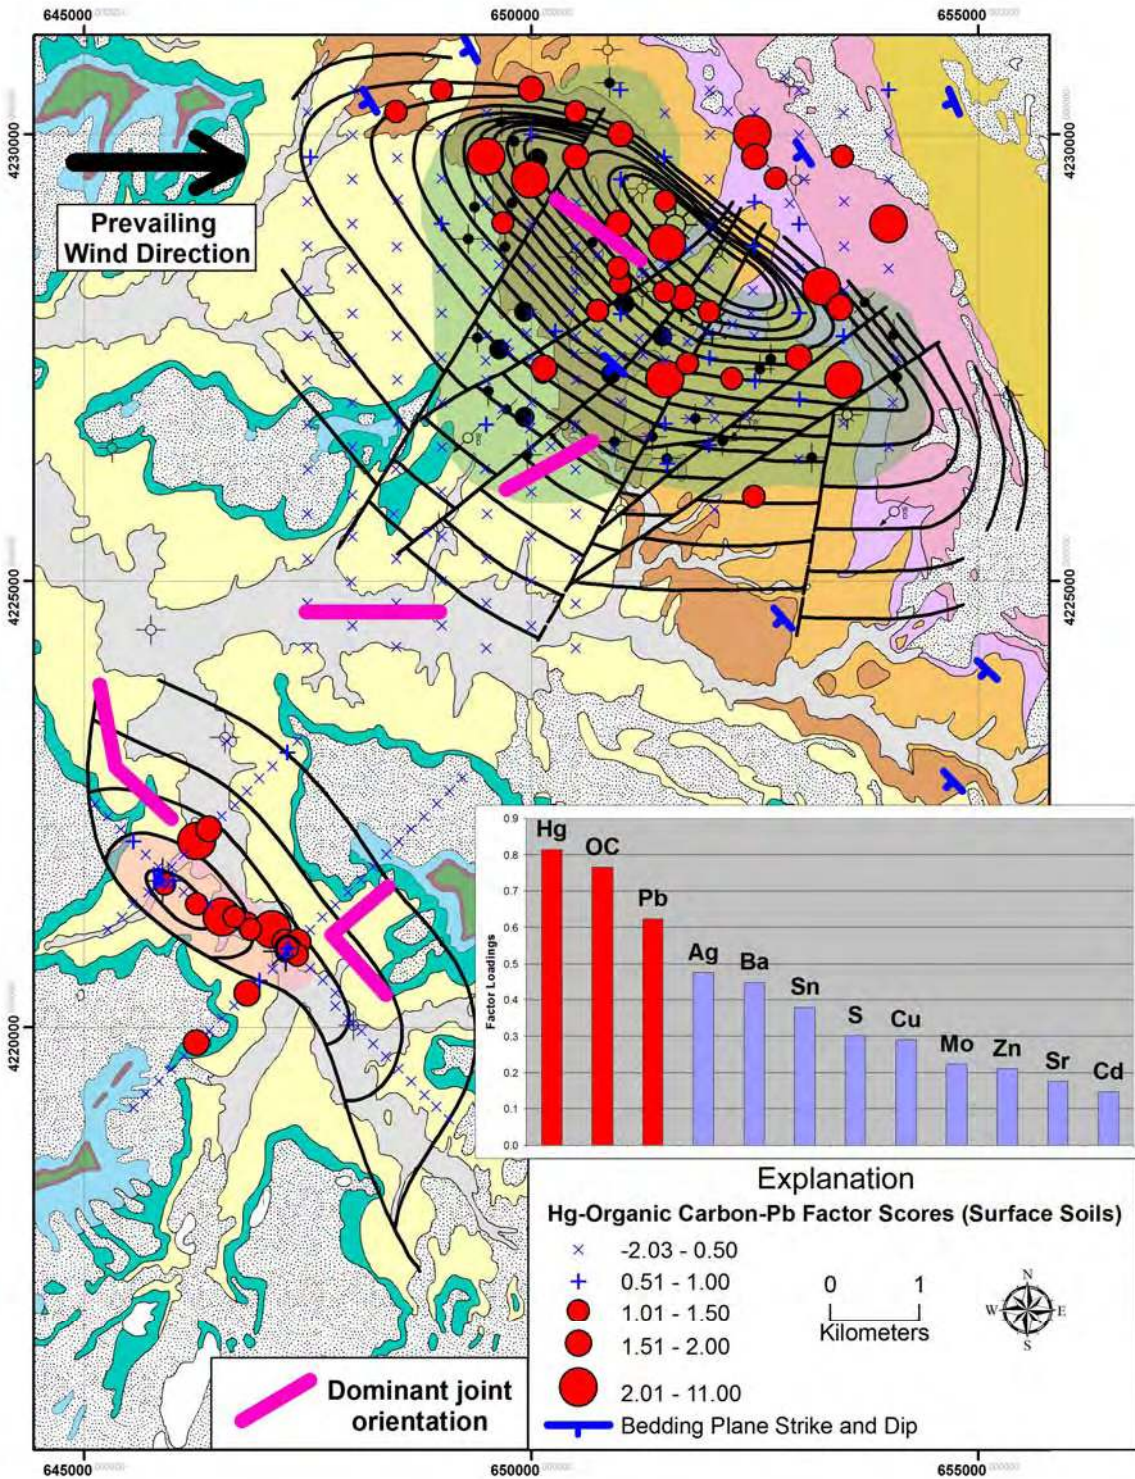 645000
650000
655000
4230000
4230000
Prevailing
Wind Direction
4225000
4225000
4220000
0.9
0.8
0.7
0.6
0.5
0.4
0.3
0.2
0.1
0.0
Factor Loadings
Hg
OC
Pb
Ag
Ba
Sn
S
Cu
Mo
Zn
Sr
Cd
Explanation
Hg-Organic Carbon-Pb Factor Scores (Surface Soils)
-2.03 - 0.50
0.51 - 1.00
1.01 - 1.50
1.51 - 2.00
2.01 - 11.00
Bedding Plane Strike and Dip
0 1
Kilometers
N
W E
S
Dominant joint
orientation
645000
650000
655000